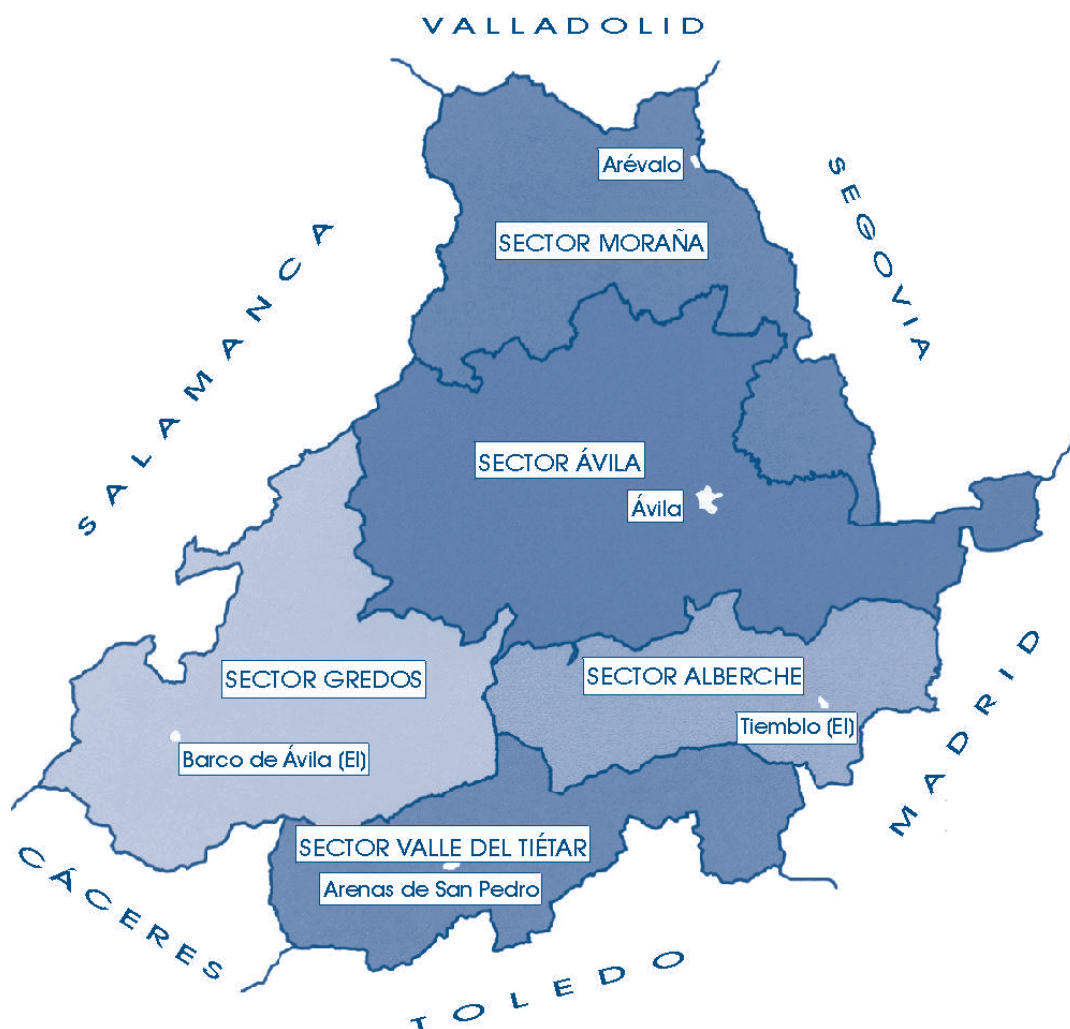 VALLADOLID
Arévalo
SEGOVIA
SECTOR MORAÑA
SALAMANCA
SECTOR ÁVILA
Ávila
SECTOR GREDOS
SECTOR ALBERCHE
Tiemblo (El)
Barco de Ávila (El)
MADRID
SECTOR VALLE DEL TIÉTAR
Arenas de San Pedro
CÁCERES
TOLEDO